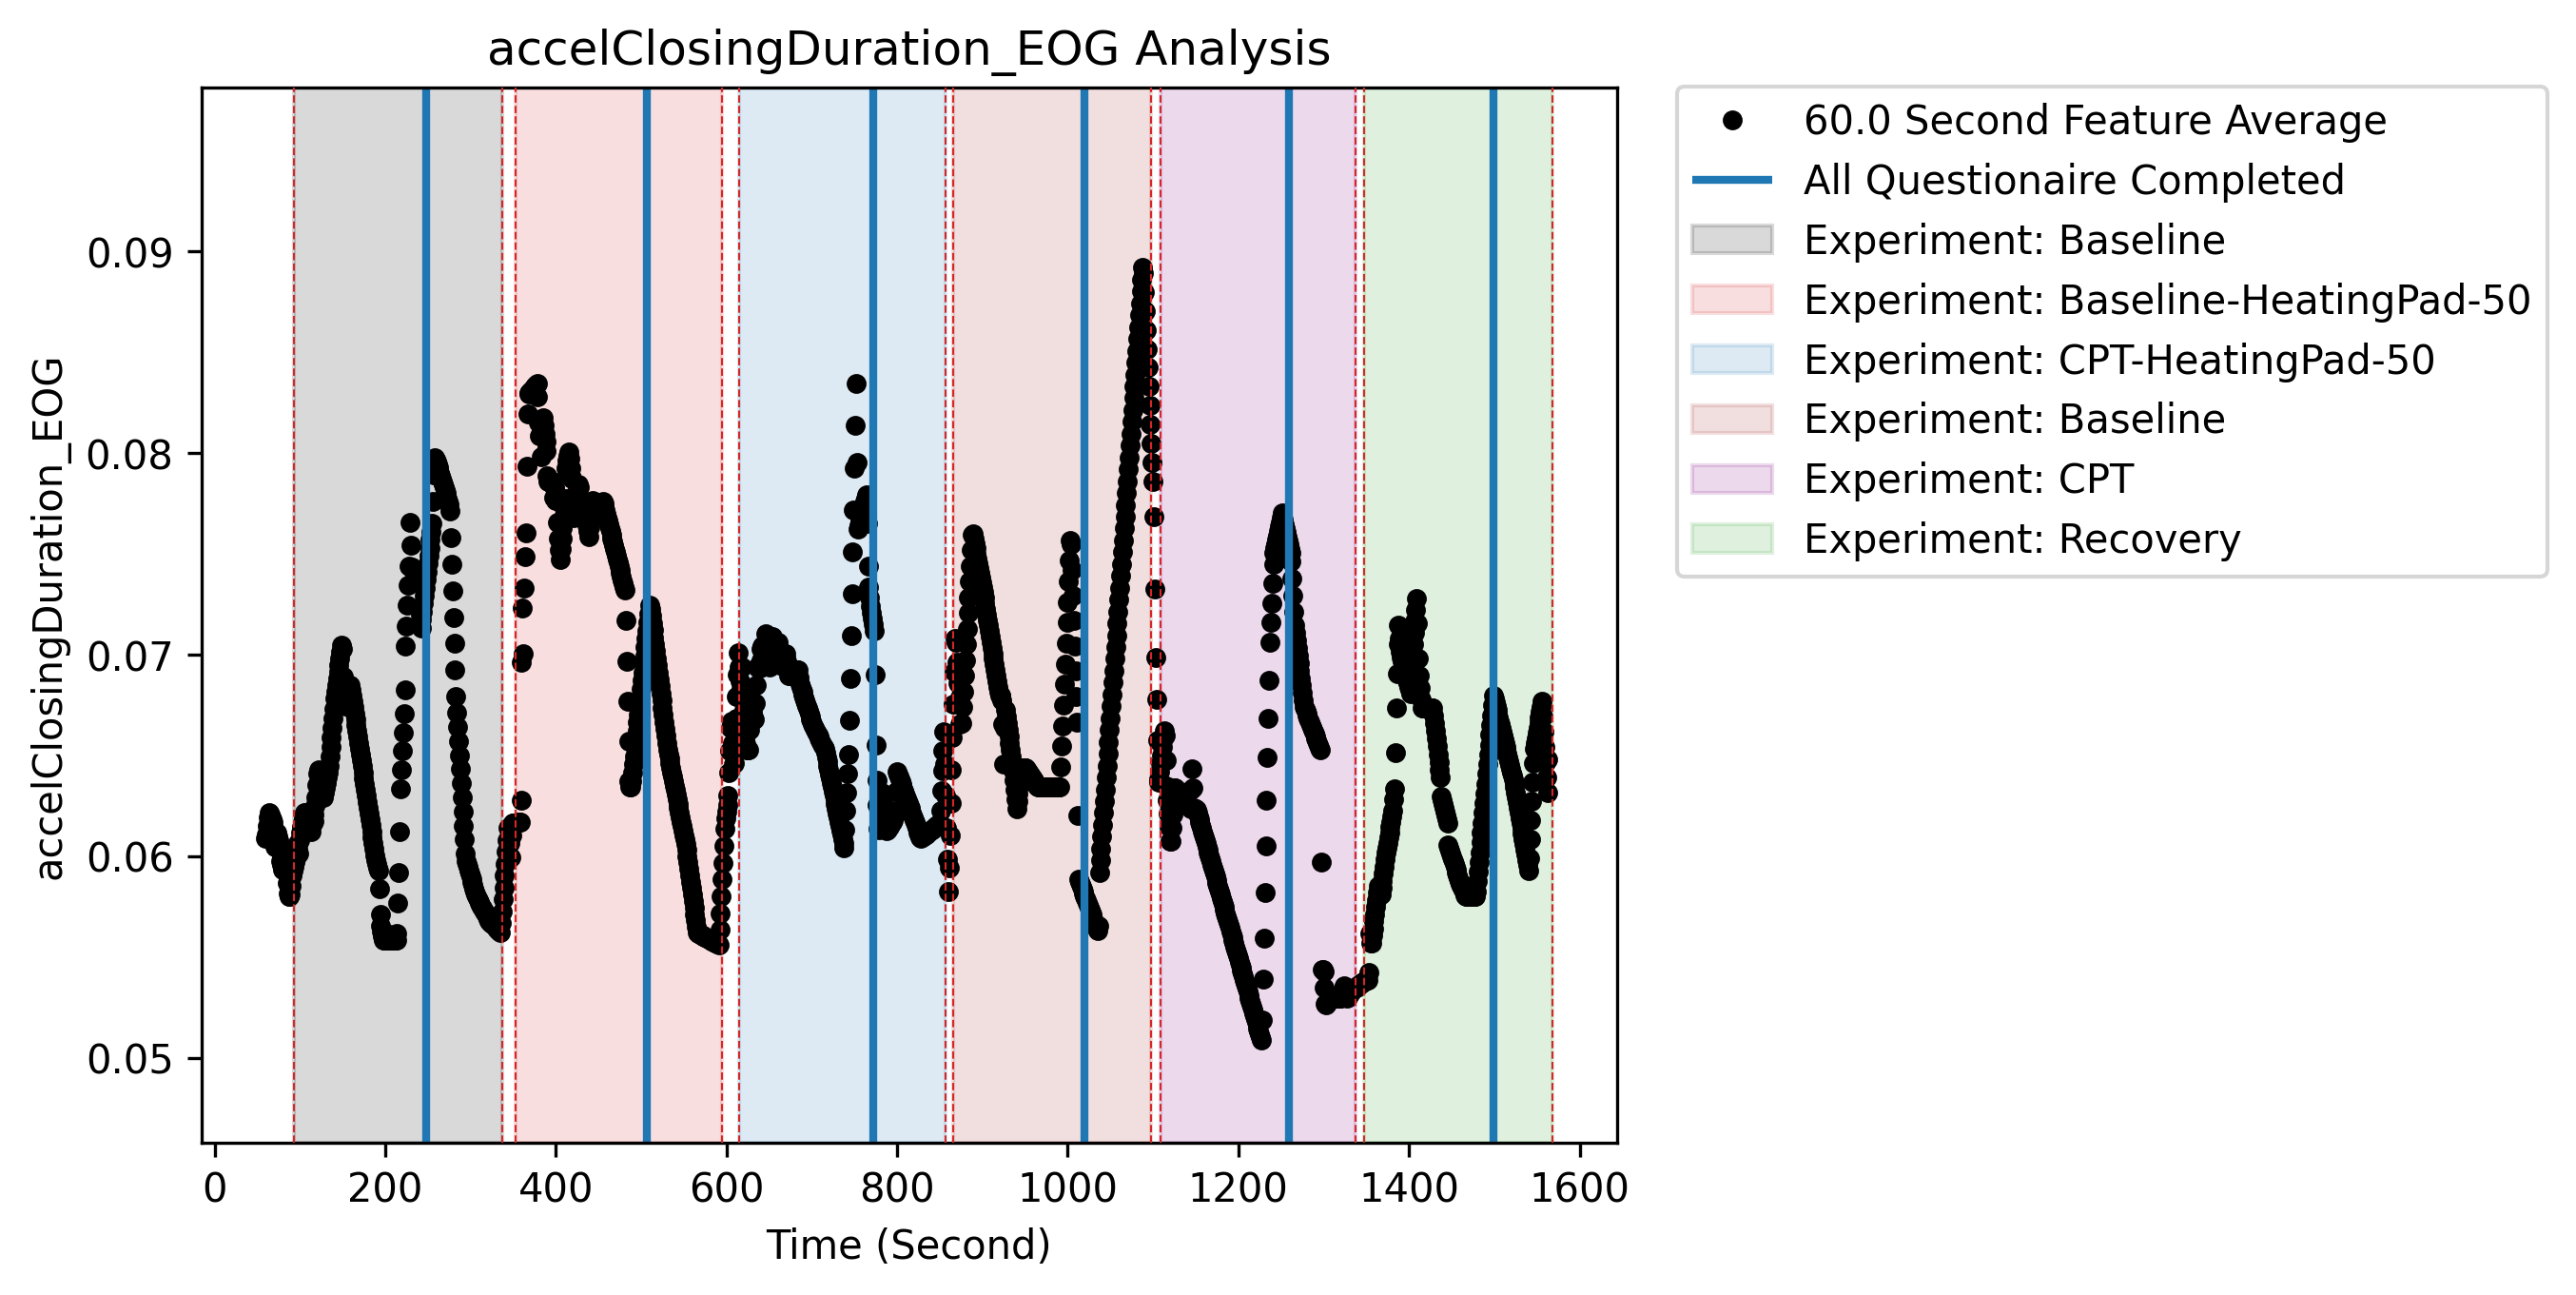 accelClosingDuration_EOG Analysis
accelClosingDuration_EOG
0.09
0.08
0.07
0.06
0.05
0 200 400 600 800 1000 1200 1400 1600
Time (Second)
60.0 Second Feature Average
All Questionaire Completed
Experiment: Baseline
Experiment: Baseline-HeatingPad-50
Experiment: CPT-HeatingPad-50
Experiment: Baseline
Experiment: CPT
Experiment: Recovery